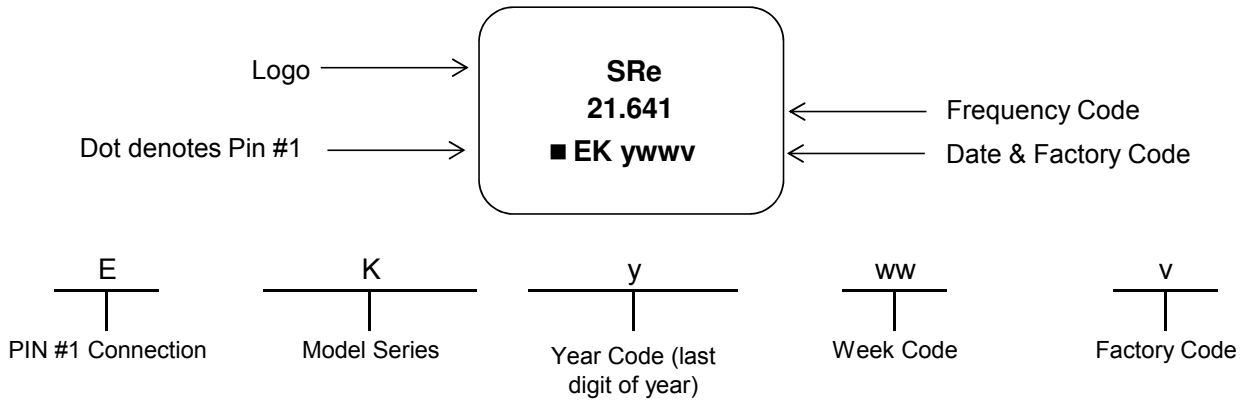 Logo
SRe
21.641
Frequency Code
Dot denotes Pin #1
■ EK ywwv
Date & Factory Code
E
K
y
ww
v
PIN #1 Connection
Model Series
Year Code (last
digit of year)
Week Code
Factory Code